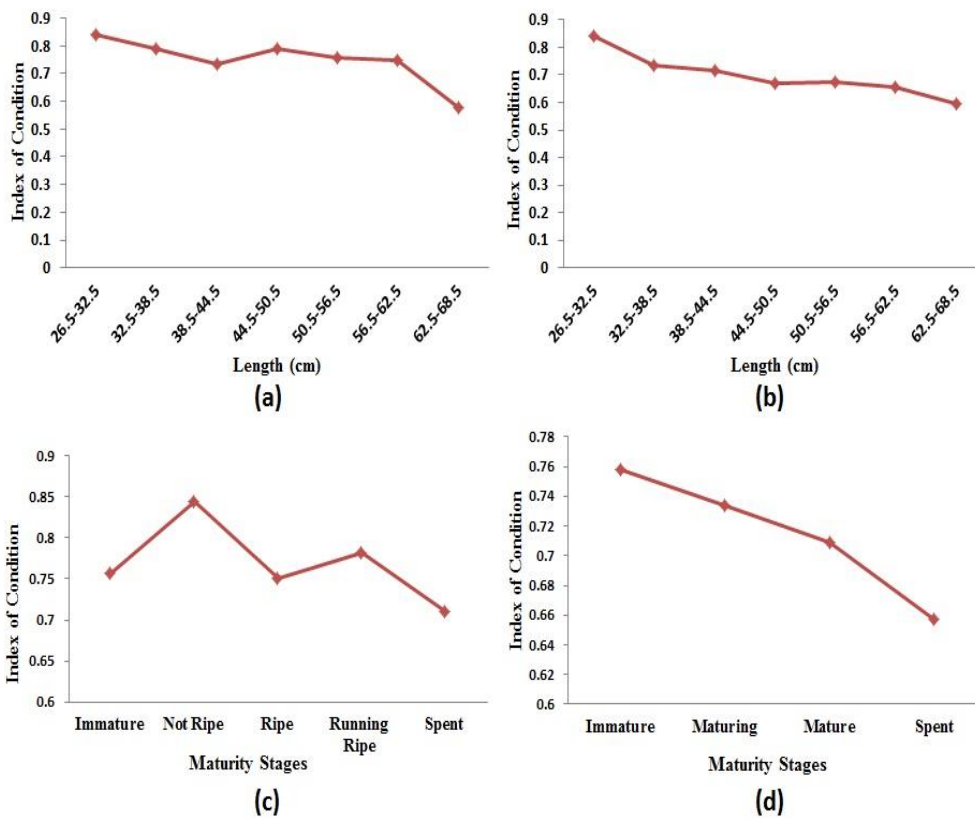 0.9
0.8
0.7
0.6
0.5
0.4
0.3
0.2
0.1
0
Index of Condition
26.5-32.5
32.5-38.5
38.5-44.5
44.5-50.5
50.5-56.5
56.5-62.5
62.5-68.5
Length (cm)
(a)
0.9
0.8
0.7
0.6
0.5
0.4
0.3
0.2
0.1
0
Index of Condition
26.5-32.5
32.5-38.5
38.5-44.5
44.5-50.5
50.5-56.5
56.5-62.5
62.5-68.5
Length (cm)
(b)
0.9
0.85
0.8
0.75
0.7
0.65
0.6
Index of Condition
Immature
Not Ripe
Ripe
Running
Ripe
Spent
Maturity Stages
(c)
0.78
0.76
0.74
0.72
0.7
0.68
0.66
0.64
0.62
0.6
Index of Condition
Immature
Maturing
Mature
Spent
Maturity Stages
(d)